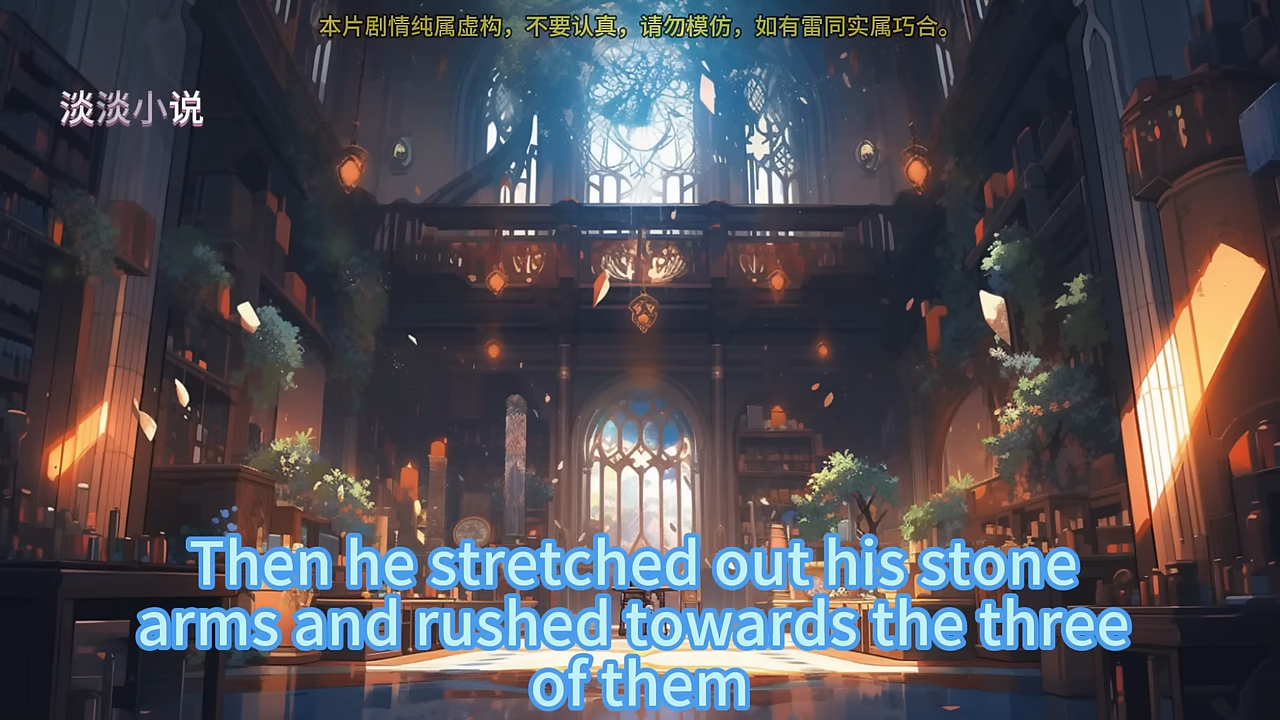 本片剧情纯属虚构，不要认真，请勿模仿，如有雷同实属巧合。
淡淡小说
Then he stretched out his stone
arms and rushed towards the three
of them